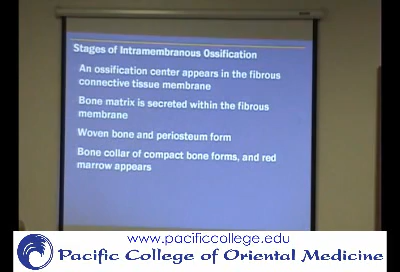 Stages of Intramembranous Ossification
An ossification center appears in the fibrous
connective tissue membrane
Bone matrix is secreted within the fibrous
membrane
Woven bone and periosteum form
Bone collar of compact bone forms, and red
marrow appears
www.pacificcollege.edu
Pacific College of Oriental Medicine